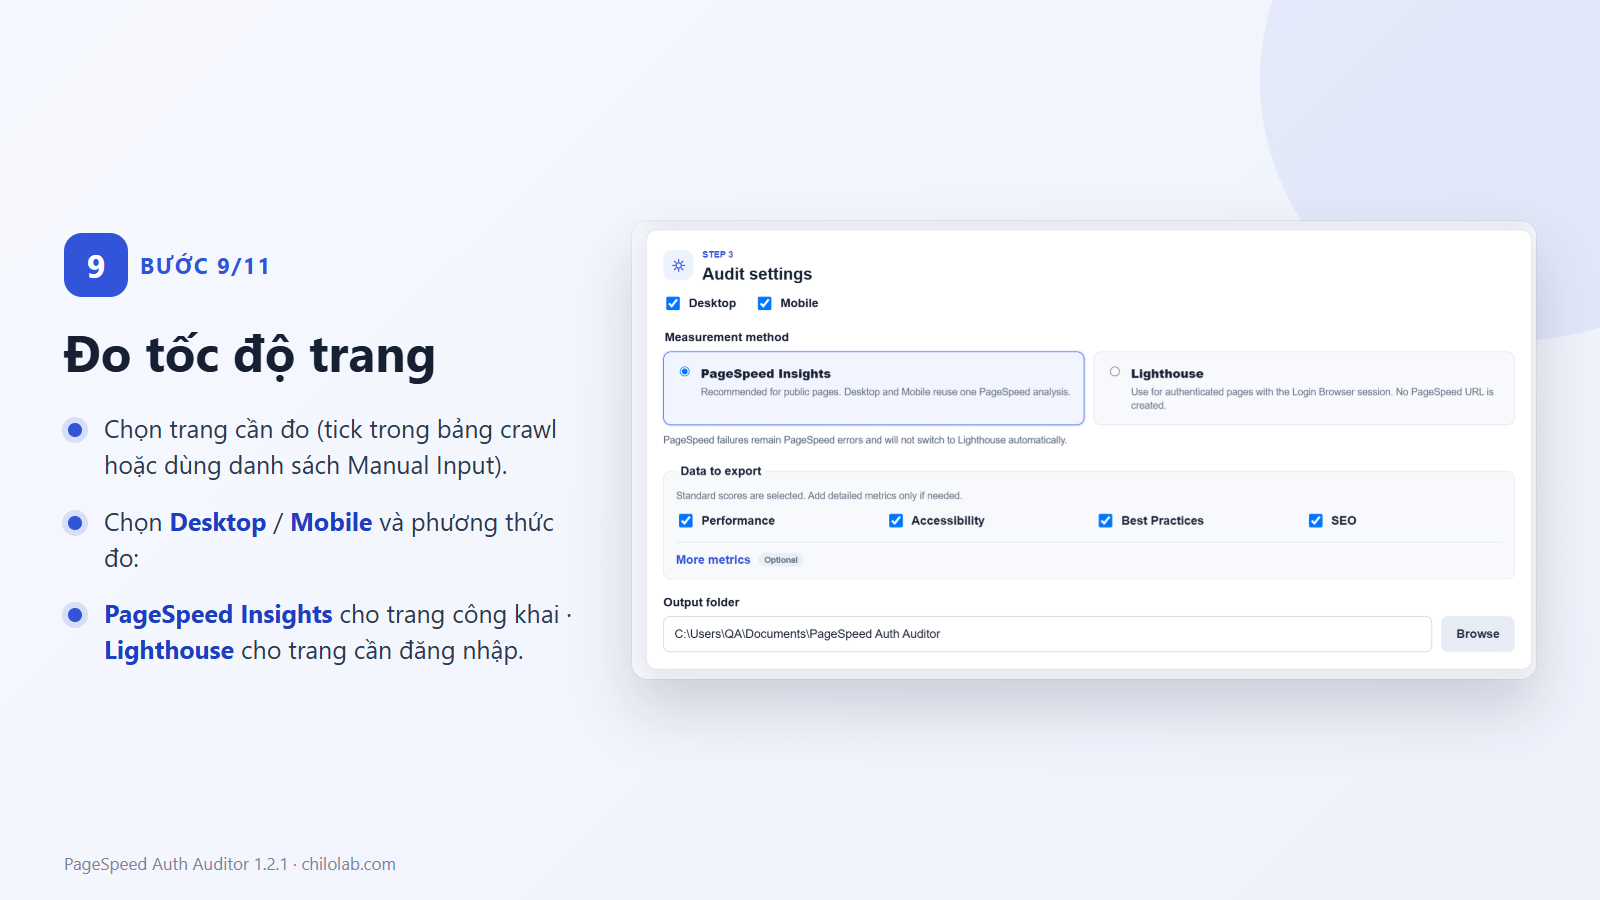 9
BƯỚC 9/11
Đo tốc độ trang
Chọn trang cần đo (tick trong bảng crawl
hoặc dùng danh sách Manual Input).
Chọn Desktop / Mobile và phương thức
đo:
PageSpeed Insights cho trang công khai ·
Lighthouse cho trang cần đăng nhập.
STEP 3
Audit settings
Desktop
Mobile
Measurement method
PageSpeed Insights
Recommended for public pages. Desktop and Mobile reuse one PageSpeed analysis.
Lighthouse
Use for authenticated pages with the Login Browser session. No PageSpeed URL is
created.
PageSpeed failures remain PageSpeed errors and will not switch to Lighthouse automatically.
Data to export
Standard scores are selected. Add detailed metrics only if needed.
Performance
Accessibility
Best Practices
SEO
More metrics
Optional
Output folder
C:\Users\QA\Documents\PageSpeed Auth Auditor
Browse
PageSpeed Auth Auditor 1.2.1 · chilolab.com